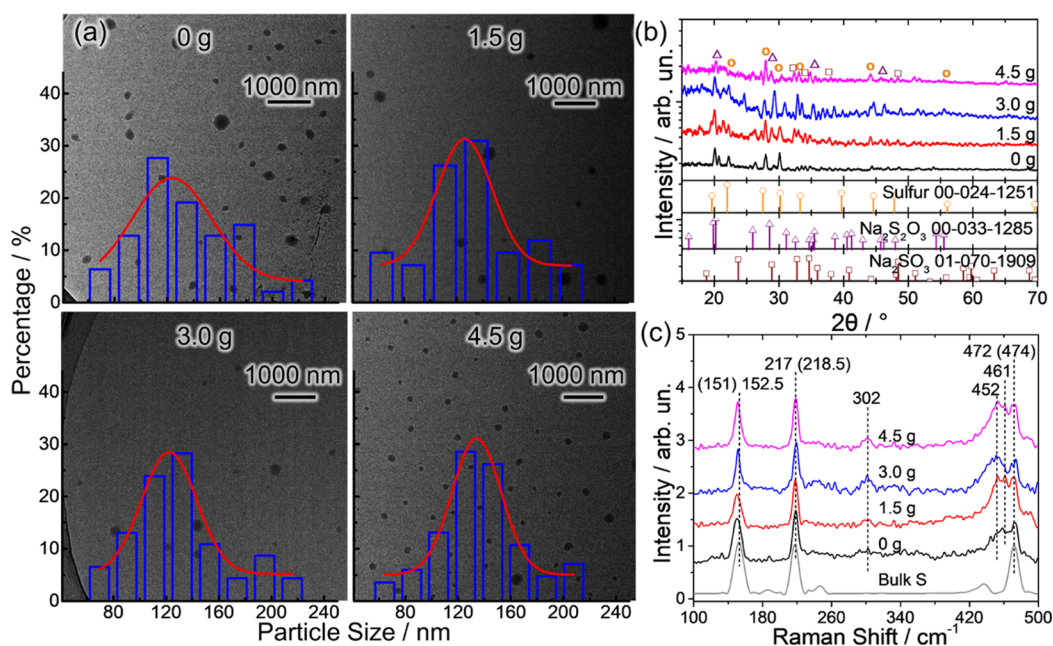 (a)
0 g
1.5 g
1000 nm
1000 nm
40
30
20
10
0
3.0 g
4.5 g
1000 nm
1000 nm
40
30
20
10
0
80 120 160 200 240
80 120 160 200 240
Percentage / %
Particle Size / nm
(b)
4.5 g
3.0 g
1.5 g
0 g
Sulfur 00-024-1251
Na₂S₂O₃ 00-033-1285
Na₂SO₃ 01-070-1909
Intensity / arb. un.
20 30 40 50 60 70
2θ / °
(c)
5
4
3
2
1
0
472 (474)
217 (218.5)
461
(151) 152.5
302
452
4.5 g
3.0 g
1.5 g
0 g
Bulk S
Intensity / arb. un.
100 160 220 280 340 400 460 500
Raman Shift / cm⁻¹